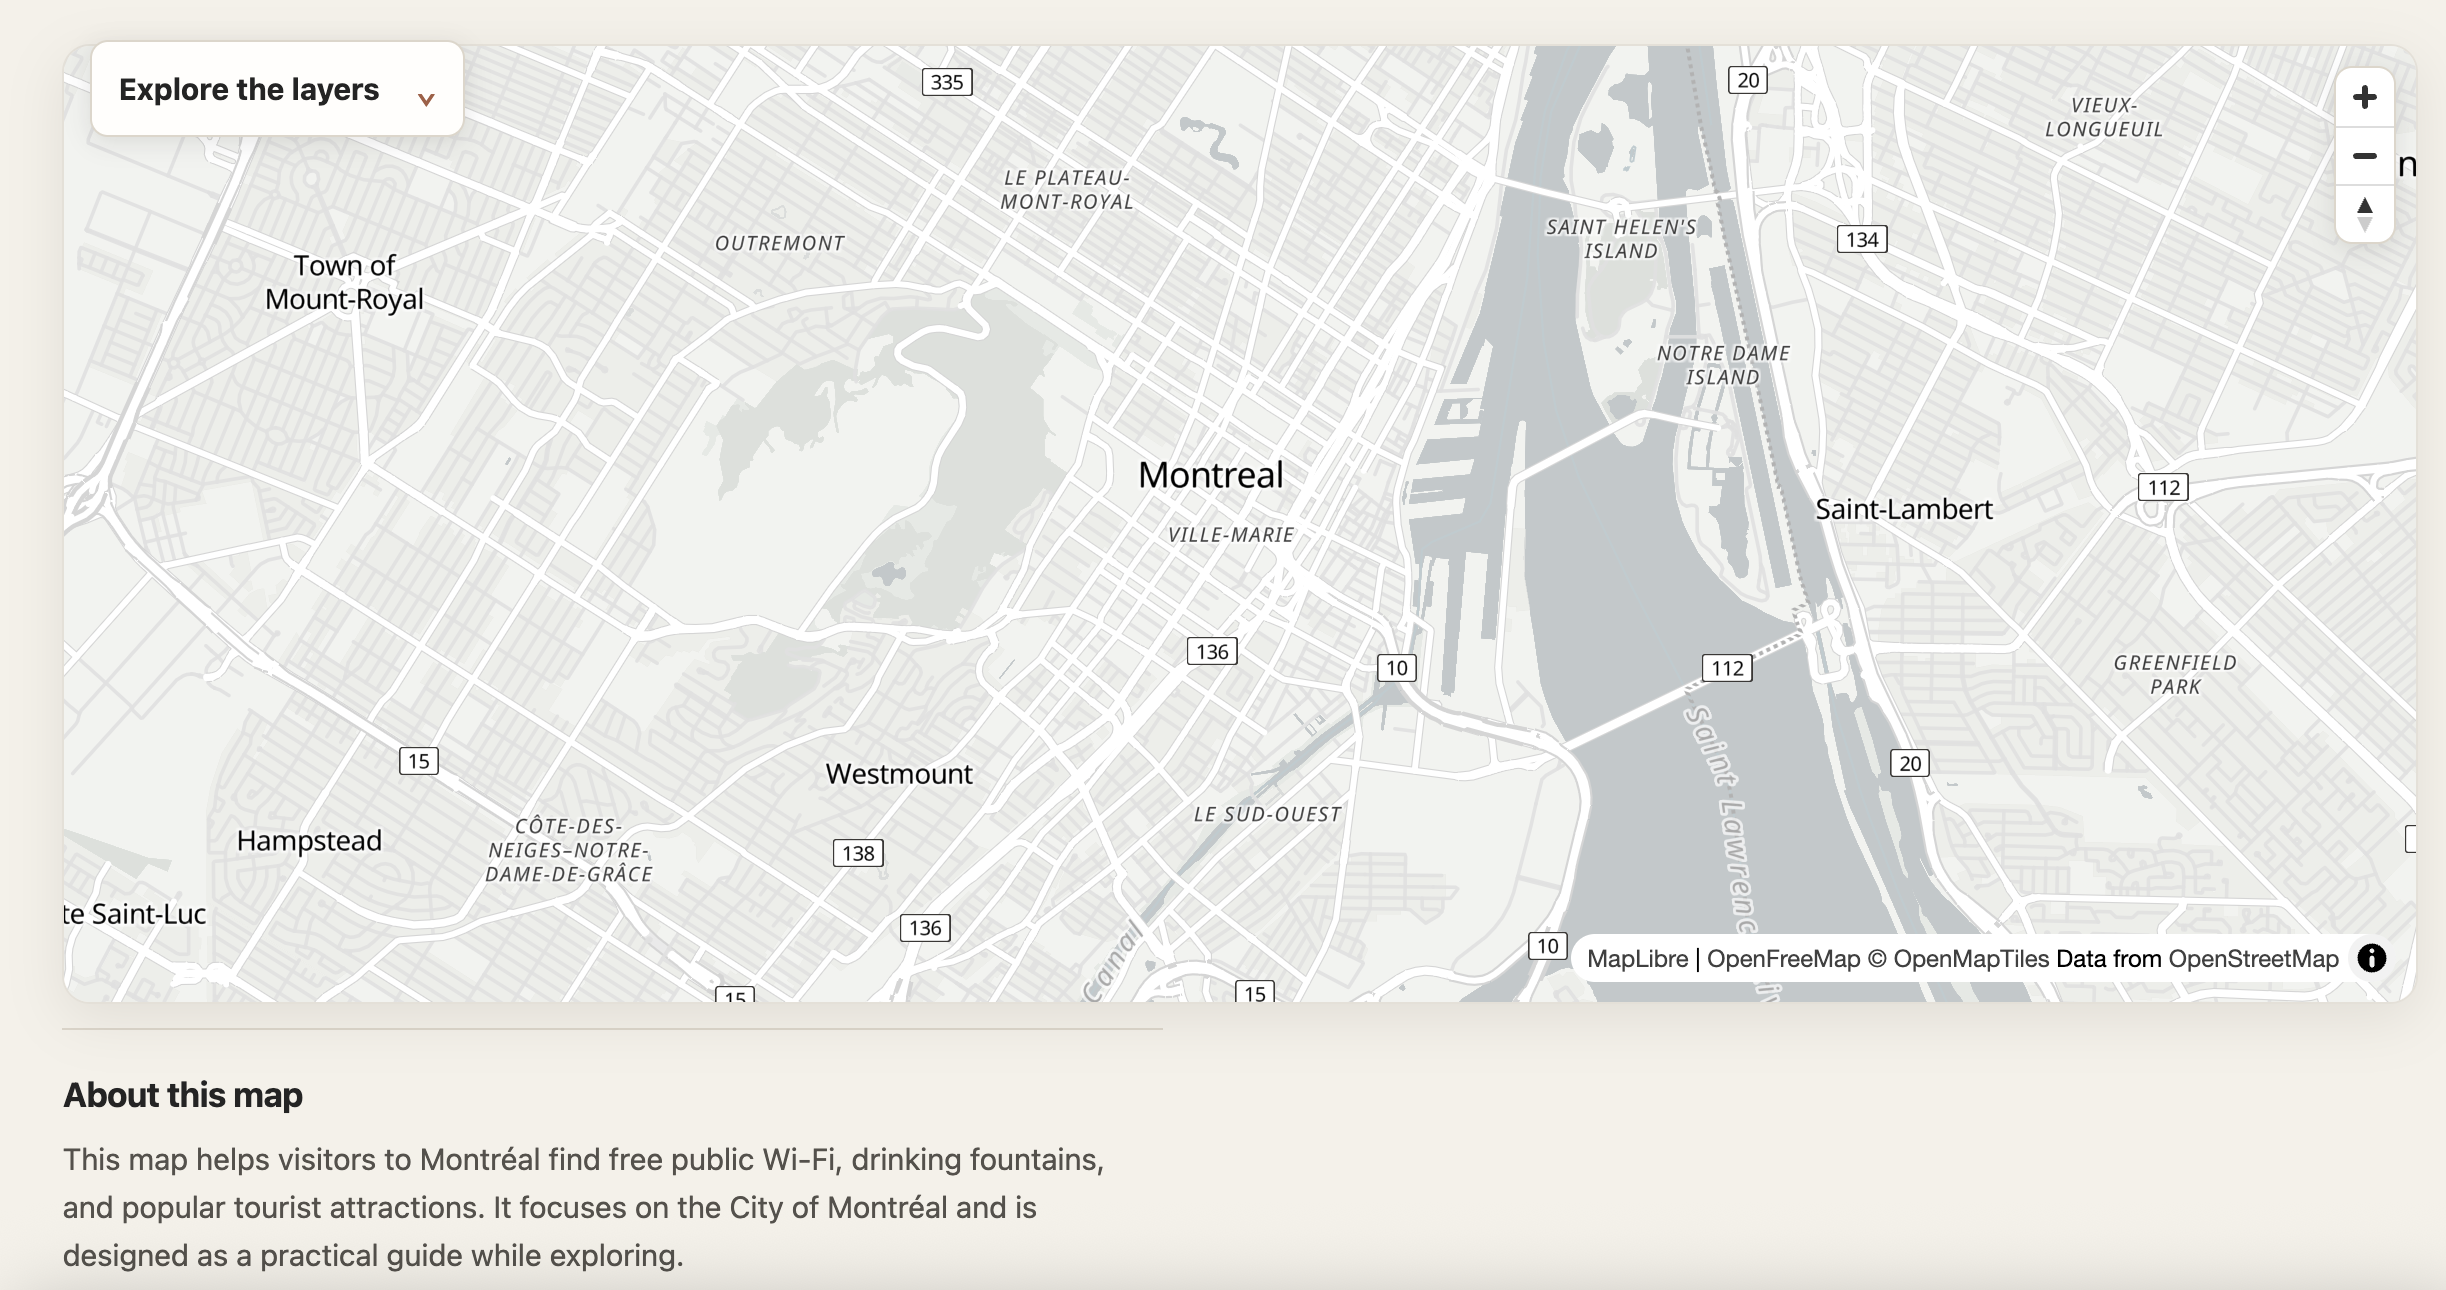 Explore the layers
335
20
VIEUX-
LONGUEUIL
n
LE PLATEAU-
MONT-ROYAL
OUTREMONT
SAINT HELEN'S
ISLAND
134
Town of
Mount-Royal
NOTRE DAME
ISLAND
Montreal
112
Saint-Lambert
VILLE-MARIE
136
10
112
GREENFIELD
PARK
15
20
Westmount
LE SUD-OUEST
Saint Lawrenc
CÔTE-DES-
NEIGES–NOTRE-
DAME-DE-GRÂCE
Hampstead
138
te Saint-Luc
136
10
Canal
15
15
MapLibre | OpenFreeMap © OpenMapTiles Data from OpenStreetMap
About this map
This map helps visitors to Montréal find free public Wi-Fi, drinking fountains,
and popular tourist attractions. It focuses on the City of Montréal and is
designed as a practical guide while exploring.